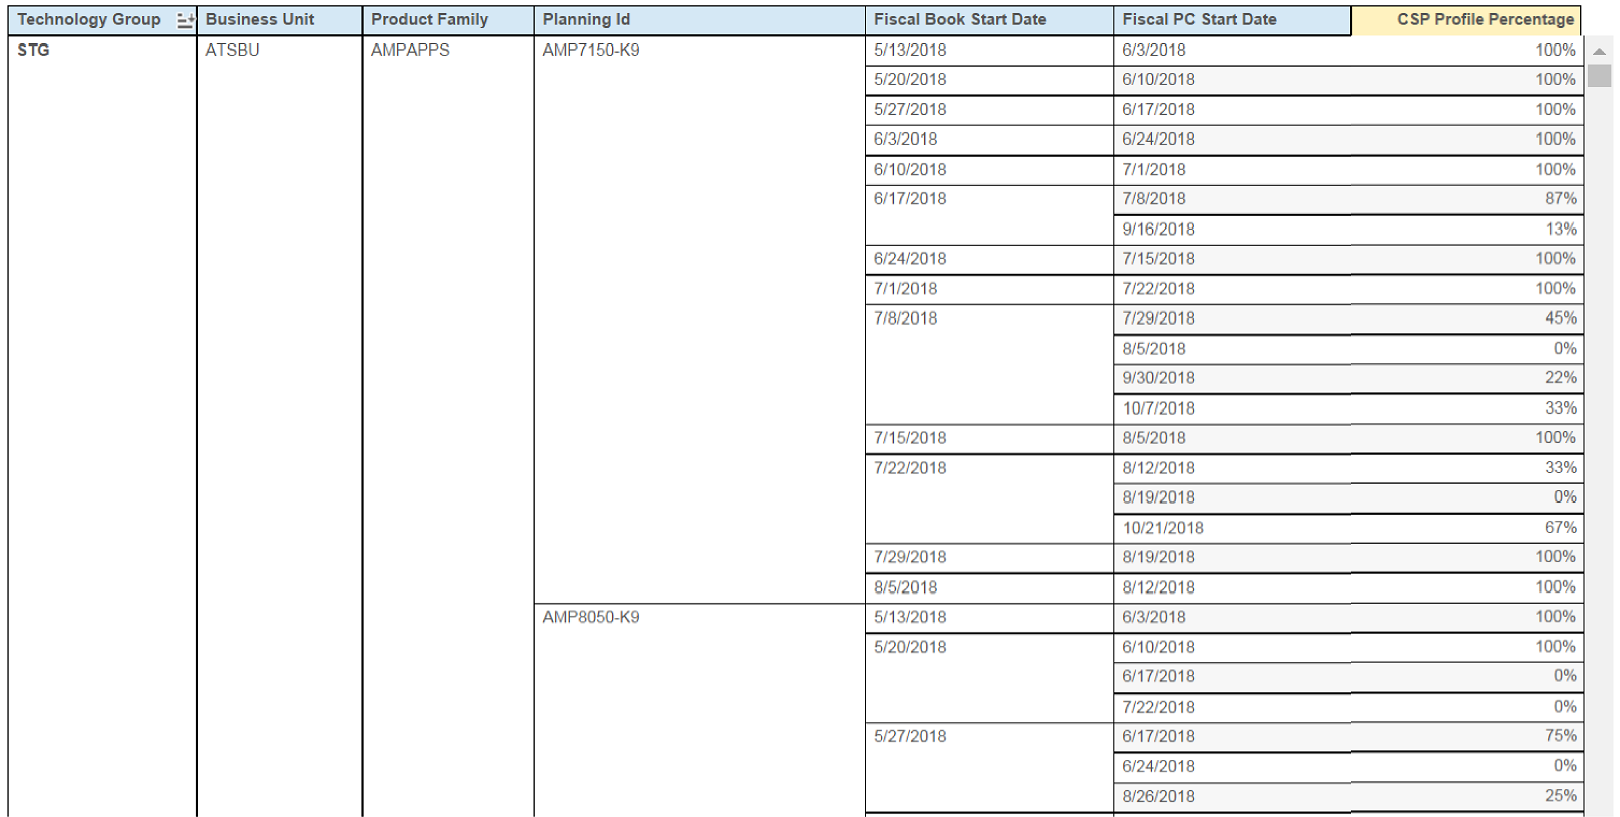 Technology Group Business Unit Product Family Planning Id Fiscal Book Start Date Fiscal PC Start Date CSP Profile Percentage
STG ATSBU AMPAPPS AMP7150-K9 5/13/2018 6/3/2018 100%
5/20/2018 6/10/2018 100%
5/27/2018 6/17/2018 100%
6/3/2018 6/24/2018 100%
6/10/2018 7/1/2018 100%
6/17/2018 7/8/2018 87%
9/16/2018 13%
6/24/2018 7/15/2018 100%
7/1/2018 7/22/2018 100%
7/8/2018 7/29/2018 45%
8/5/2018 0%
9/30/2018 22%
10/7/2018 33%
7/15/2018 8/5/2018 100%
7/22/2018 8/12/2018 33%
8/19/2018 0%
10/21/2018 67%
7/29/2018 8/19/2018 100%
8/5/2018 8/12/2018 100%
AMP8050-K9 5/13/2018 6/3/2018 100%
5/20/2018 6/10/2018 100%
6/17/2018 0%
7/22/2018 0%
5/27/2018 6/17/2018 75%
6/24/2018 0%
8/26/2018 25%